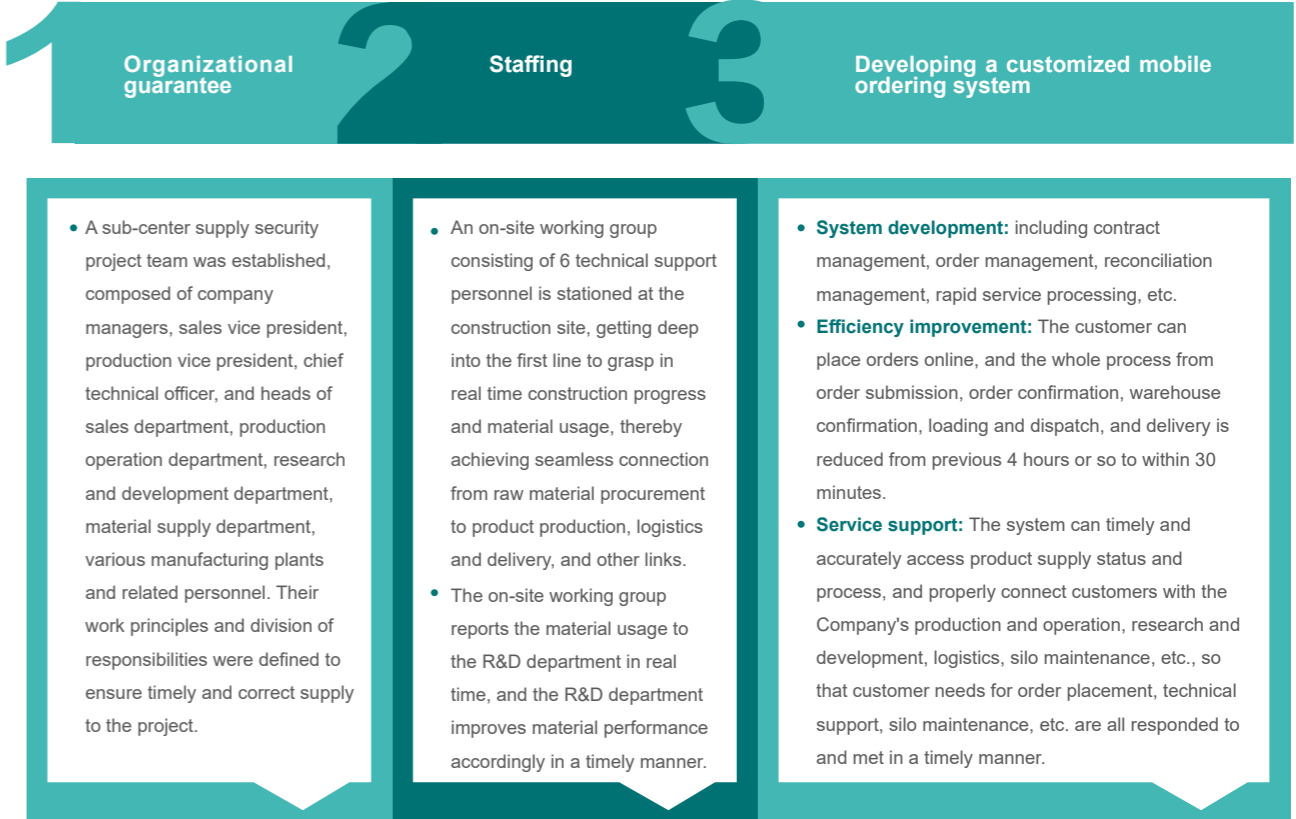 1
Organizational
guarantee
2
Staffing
3
Developing a customized mobile
ordering system
• A sub-center supply security
project team was established,
composed of company
managers, sales vice president,
production vice president, chief
technical officer, and heads of
sales department, production
operation department, research
and development department,
material supply department,
various manufacturing plants
and related personnel. Their
work principles and division of
responsibilities were defined to
ensure timely and correct supply
to the project.
• An on-site working group
consisting of 6 technical support
personnel is stationed at the
construction site, getting deep
into the first line to grasp in
real time construction progress
and material usage, thereby
achieving seamless connection
from raw material procurement
to product production, logistics
and delivery, and other links.
• The on-site working group
reports the material usage to
the R&D department in real
time, and the R&D department
improves material performance
accordingly in a timely manner.
• System development: including contract
management, order management, reconciliation
management, rapid service processing, etc.
• Efficiency improvement: The customer can
place orders online, and the whole process from
order submission, order confirmation, warehouse
confirmation, loading and dispatch, and delivery is
reduced from previous 4 hours or so to within 30
minutes.
• Service support: The system can timely and
accurately access product supply status and
process, and properly connect customers with the
Company's production and operation, research and
development, logistics, silo maintenance, etc., so
that customer needs for order placement, technical
support, silo maintenance, etc. are all responded to
and met in a timely manner.